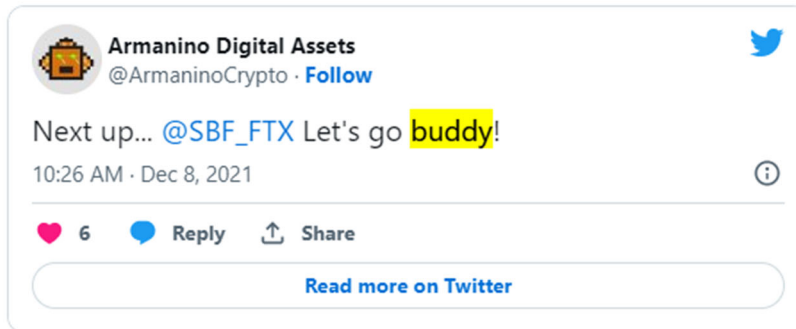 Armanino Digital Assets
@ArmaninoCrypto · Follow
Next up... @SBF_FTX Let's go buddy!
10:26 AM · Dec 8, 2021
6 Reply Share
Read more on Twitter